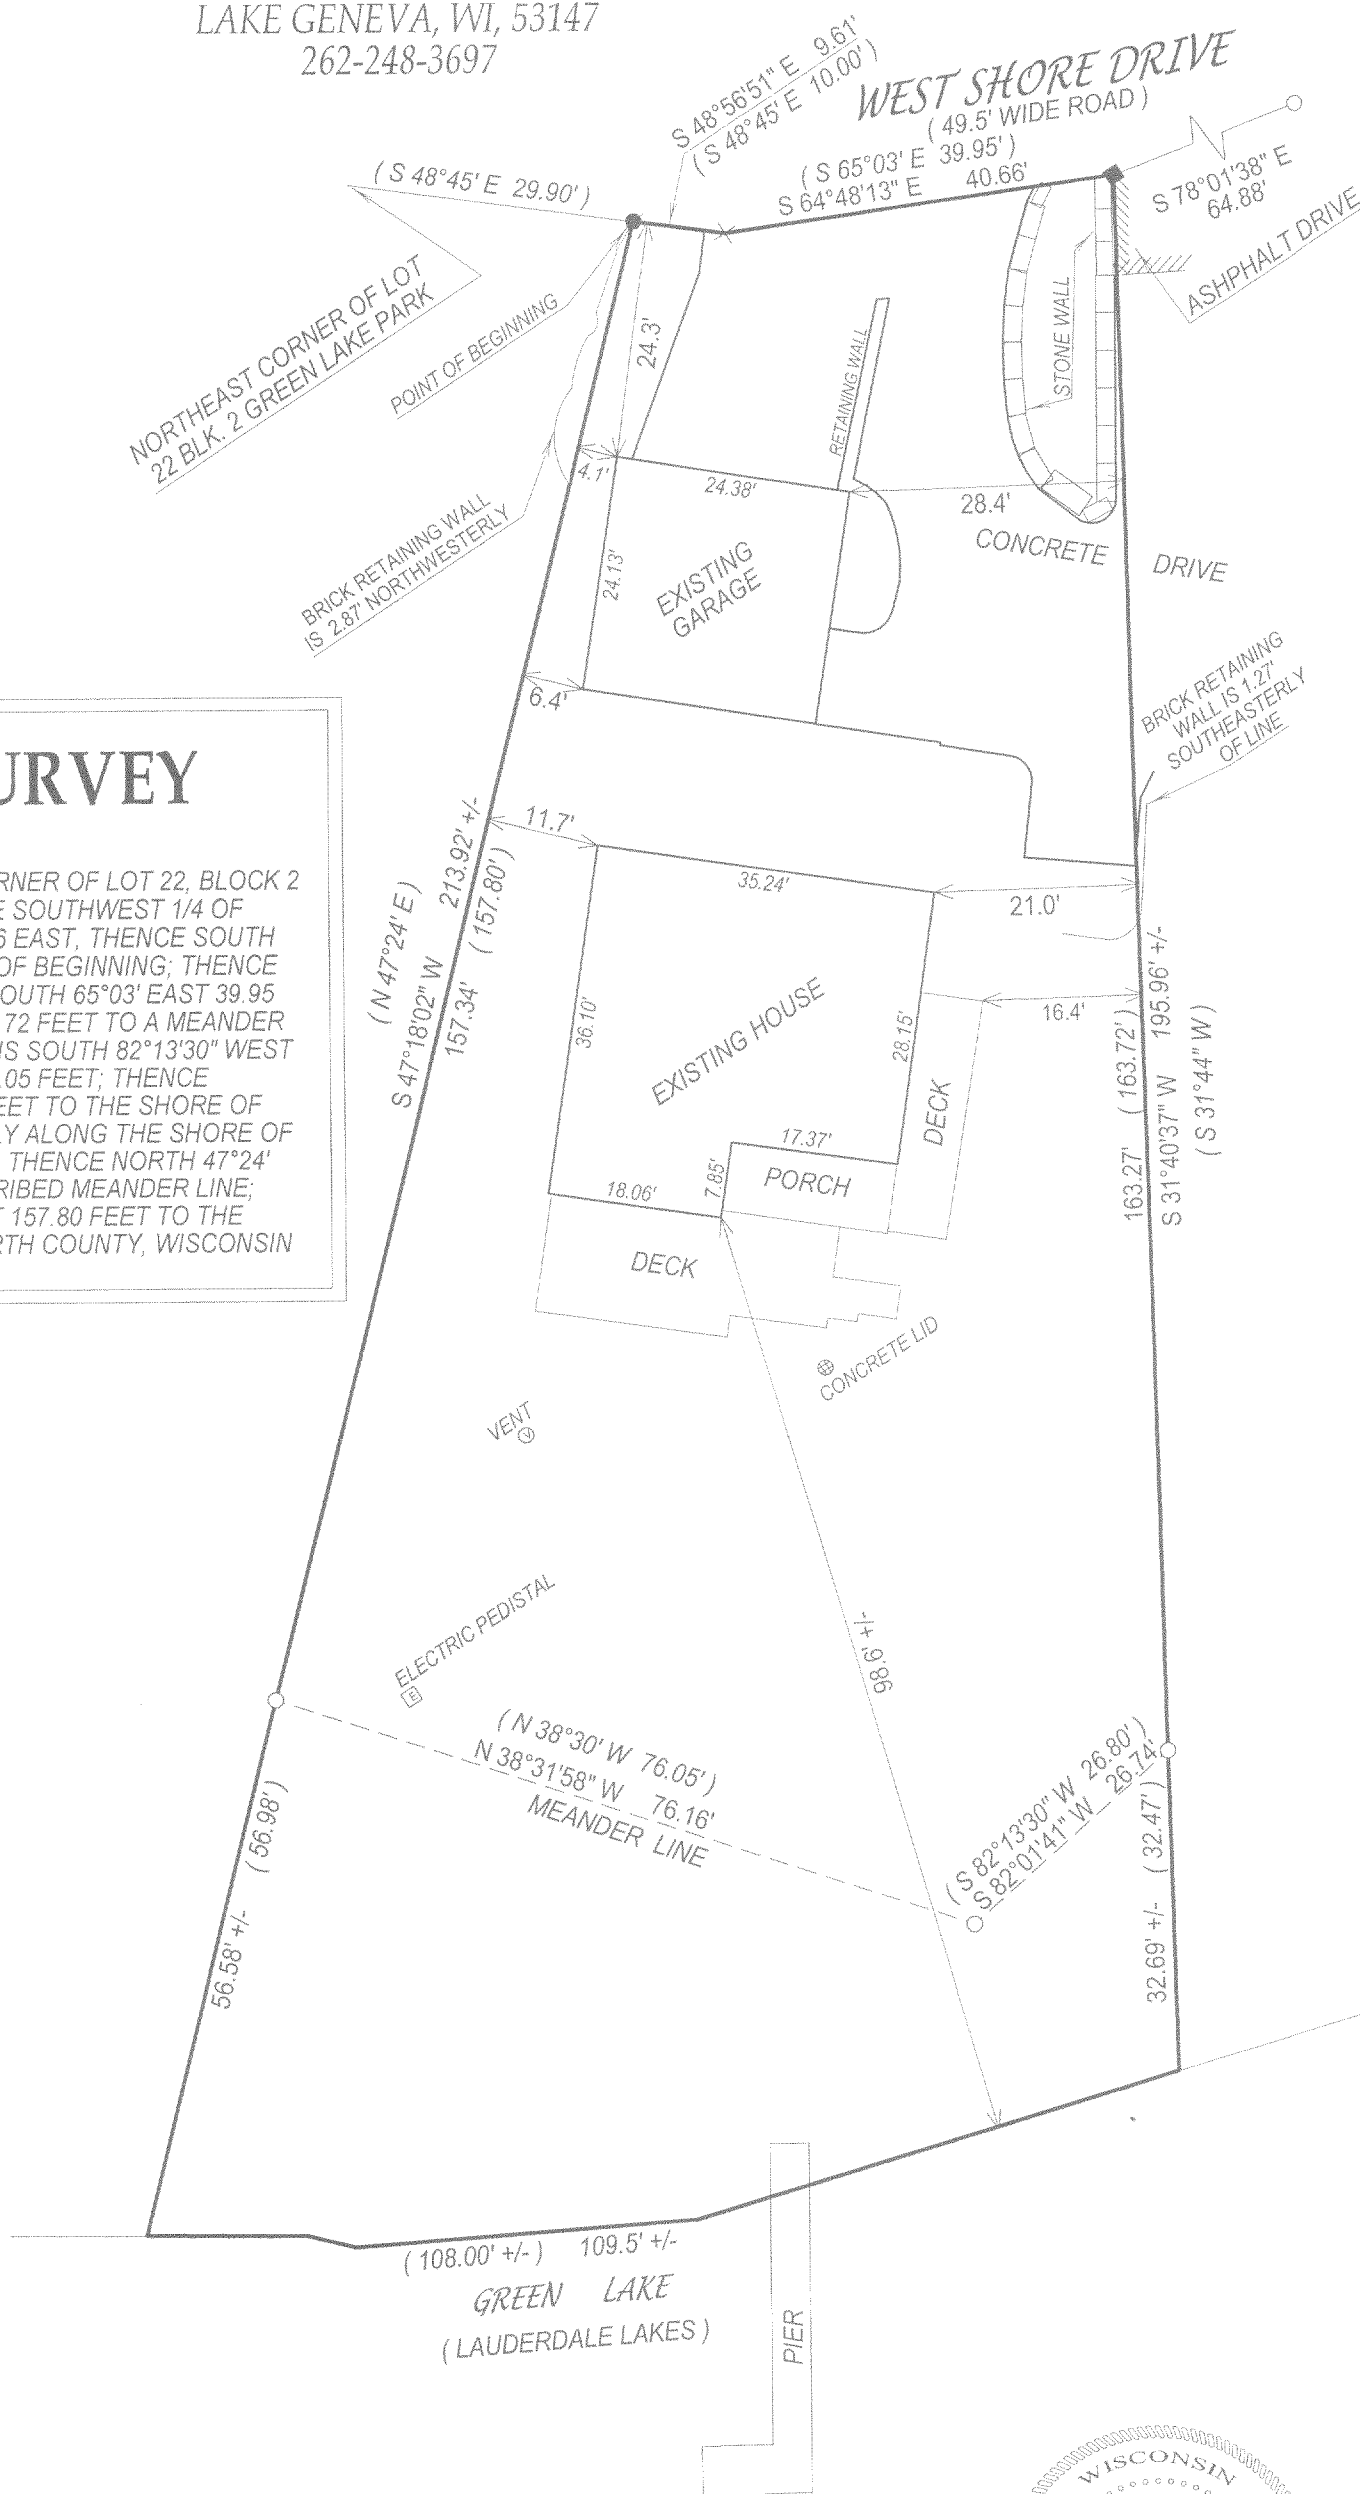 LAKE GENEVA, WI, 53147
262-248-3697
S 48°56'51" E 9.61'
( S 48°45' E 10.00' )
WEST SHORE DRIVE
( 49.5' WIDE ROAD )
( S 65°03' E 39.95' )
S 64°48'13" E 40.66'
( S 48°45' E 29.90' )
S 78°01'38" E
64.88'
ASHPHALT DRIVE
NORTHEAST CORNER OF LOT
22 BLK. 2 GREEN LAKE PARK
POINT OF BEGINNING
24.3'
RETAINING WALL
STONE WALL
4.1'
24.38'
28.4'
CONCRETE DRIVE
BRICK RETAINING WALL
IS 2.87' NORTHWESTERLY
24.13'
EXISTING
GARAGE
6.4'
BRICK RETAINING
WALL IS 1.27'
SOUTHEASTERLY
OF LINE
URVEY
RNER OF LOT 22, BLOCK 2
E SOUTHWEST 1/4 OF
6 EAST, THENCE SOUTH
OF BEGINNING; THENCE
OUTH 65°03' EAST 39.95
72 FEET TO A MEANDER
IS SOUTH 82°13'30" WEST
.05 FEET; THENCE
EET TO THE SHORE OF
LY ALONG THE SHORE OF
THENCE NORTH 47°24'
RIBED MEANDER LINE;
T 157.80 FEET TO THE
RTH COUNTY, WISCONSIN
11.7'
35.24'
21.0'
( N 47°24' E )
S 47°18'02" W 213.92' +/-
157.34' ( 157.80' )
36.10'
EXISTING HOUSE
28.15'
16.4'
DECK
163.27' ( 163.72' )
S 31°40'37" W 195.96' +/-
( S 31°44" W )
17.37'
PORCH
7.85'
18.06'
DECK
CONCRETE LID
VENT
V
ELECTRIC PEDISTAL
E
98.6' +/-
( N 38°30' W 76.05' )
N 38°31'58" W 76.16'
MEANDER LINE
( S 82°13'30" W 26.80' )
S 82°01'41" W 26.74'
56.58' +/- ( 56.98' )
32.69' +/- ( 32.47' )
( 108.00' +/- ) 109.5' +/-
GREEN LAKE
( LAUDERDALE LAKES )
PIER
WISCONSIN